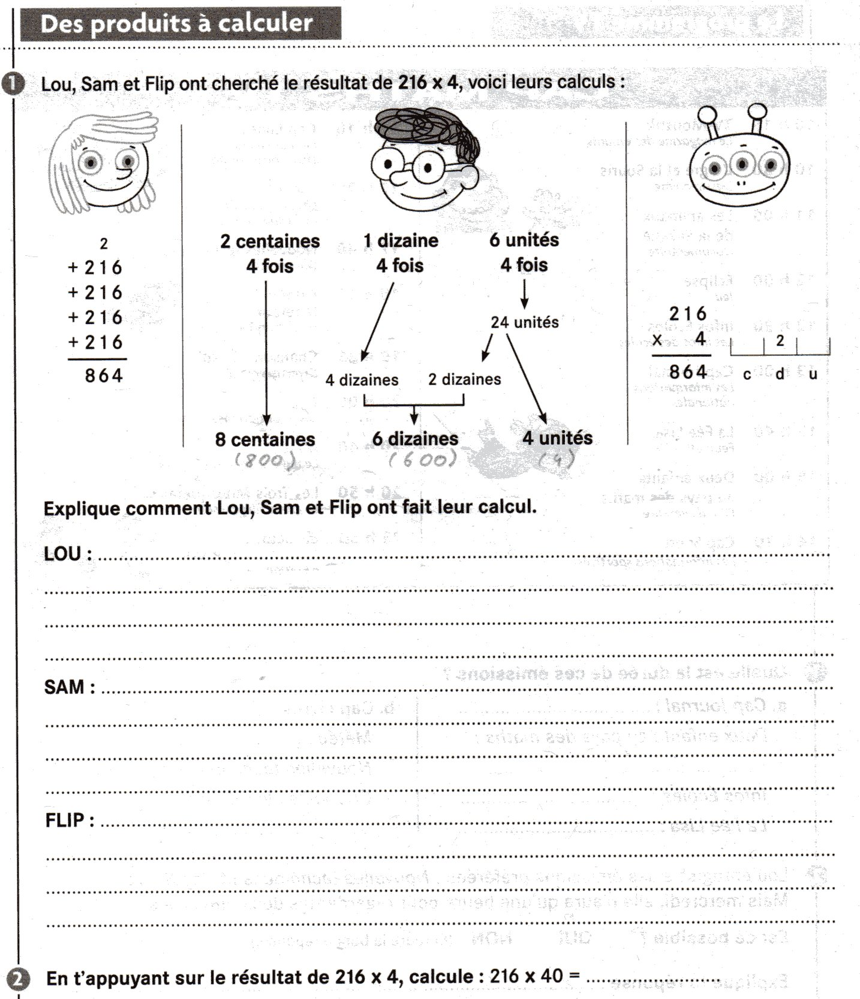 Des produits à calculer
1 Lou, Sam et Flip ont cherché le résultat de 216 x 4, voici leurs calculs :
2
+ 216
+ 216
+ 216
+ 216
864
2 centaines 1 dizaine 6 unités
4 fois 4 fois 4 fois
24 unités
4 dizaines 2 dizaines
8 centaines 6 dizaines 4 unités
(800) (600) (4)
216
x 4 2
864 c d u
Explique comment Lou, Sam et Flip ont fait leur calcul.
LOU :
SAM :
FLIP :
2 En t'appuyant sur le résultat de 216 x 4, calcule : 216 x 40 =